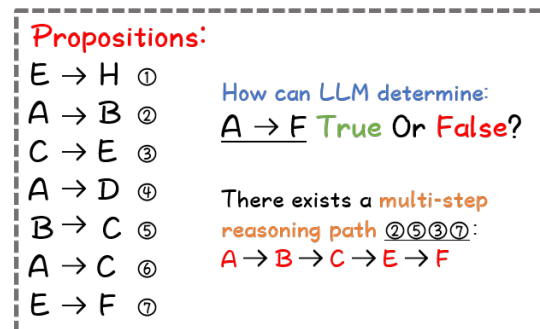 Propositions:
E → H ①
A → B ②
C → E ③
A → D ④
B → C ⑤
A → C ⑥
E → F ⑦
How can LLM determine:
A → F True Or False?
There exists a multi-step
reasoning path ②⑤③⑦:
A → B → C → E → F